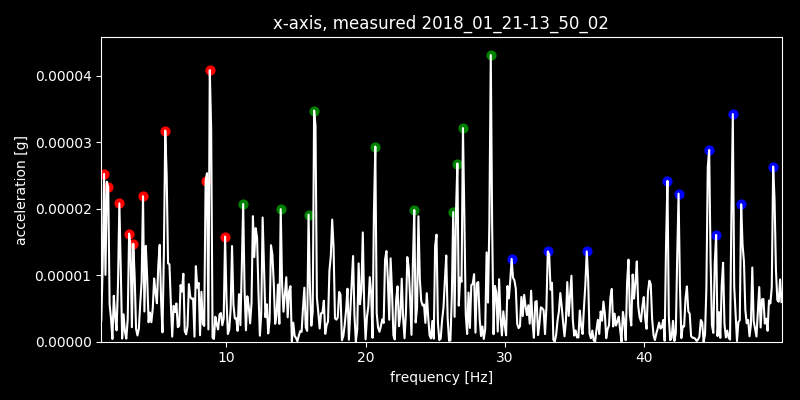 x-axis, measured 2018_01_21-13_50_02
acceleration [g]
0.00004
0.00003
0.00002
0.00001
0.00000
10 20 30 40
frequency [Hz]